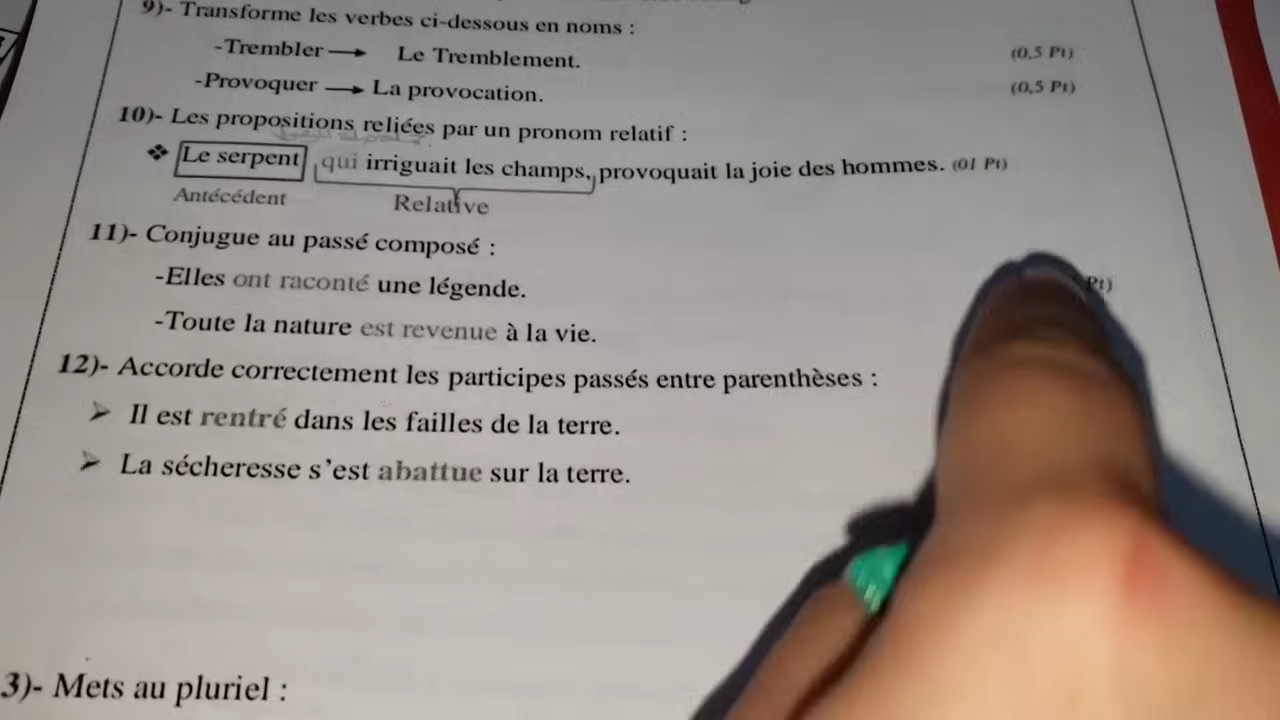 9)- Transforme les verbes ci-dessous en noms :
-Trembler → Le Tremblement. (0,5 Pt)
-Provoquer → La provocation. (0,5 Pt)
10)- Les propositions reliées par un pronom relatif :
❖ Le serpent qui irriguait les champs, provoquait la joie des hommes. (01 Pt)
Antécédent Relative
11)- Conjugue au passé composé :
-Elles ont raconté une légende. Pt)
-Toute la nature est revenue à la vie.
12)- Accorde correctement les participes passés entre parenthèses :
➢ Il est rentré dans les failles de la terre.
➢ La sécheresse s'est abattue sur la terre.
3)- Mets au pluriel :